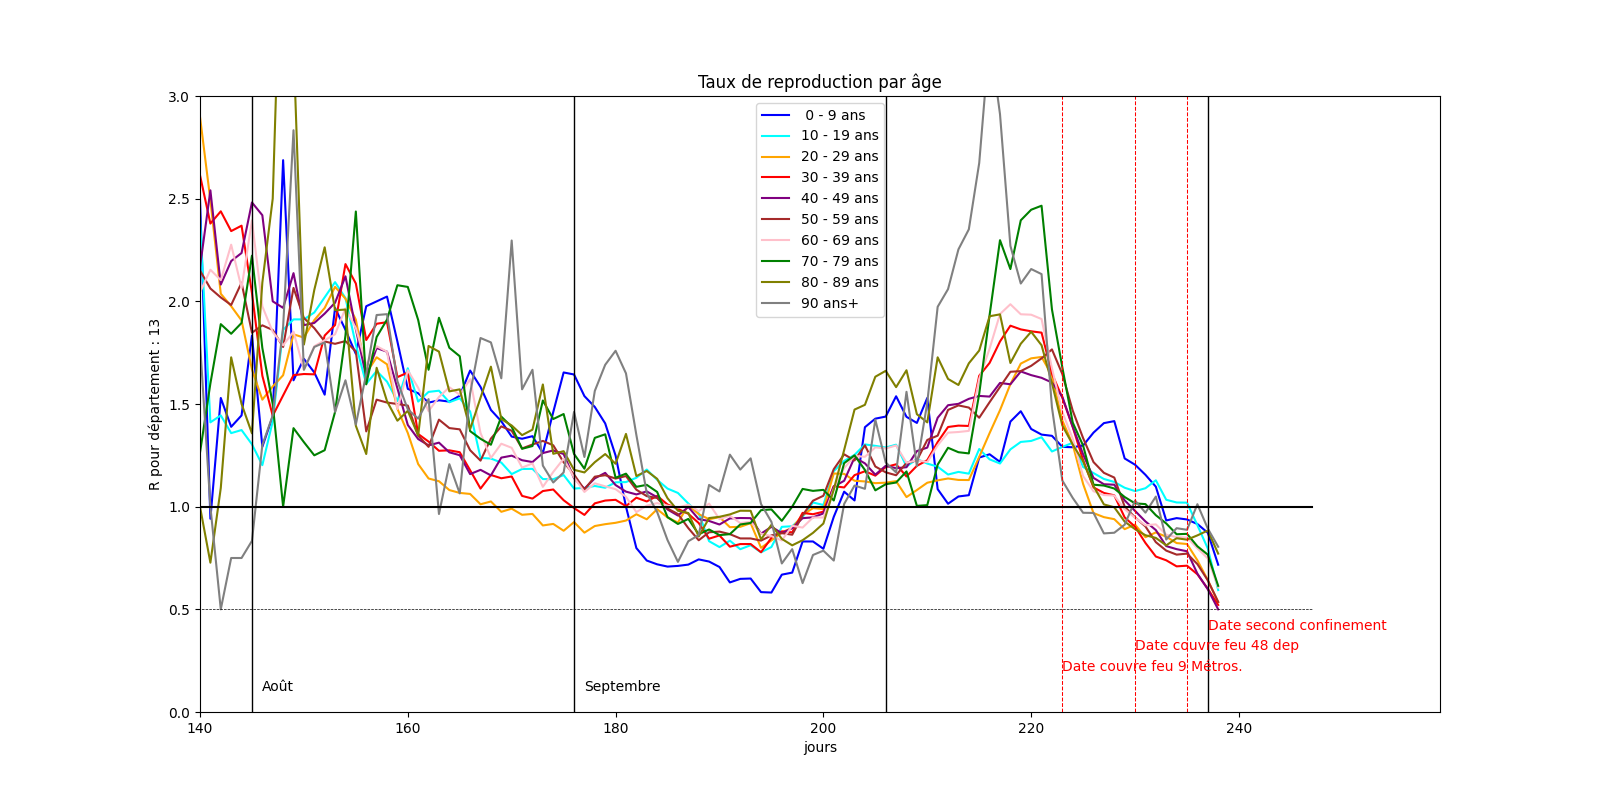 Taux de reproduction par âge
3.0
2.5
2.0
1.5
1.0
0.5
0.0
R pour département : 13
0 - 9 ans
10 - 19 ans
20 - 29 ans
30 - 39 ans
40 - 49 ans
50 - 59 ans
60 - 69 ans
70 - 79 ans
80 - 89 ans
90 ans+
Date second confinement
Date couvre feu 48 dep
Date couvre feu 9 Métros.
Août
Septembre
140
160
180
200
220
240
jours